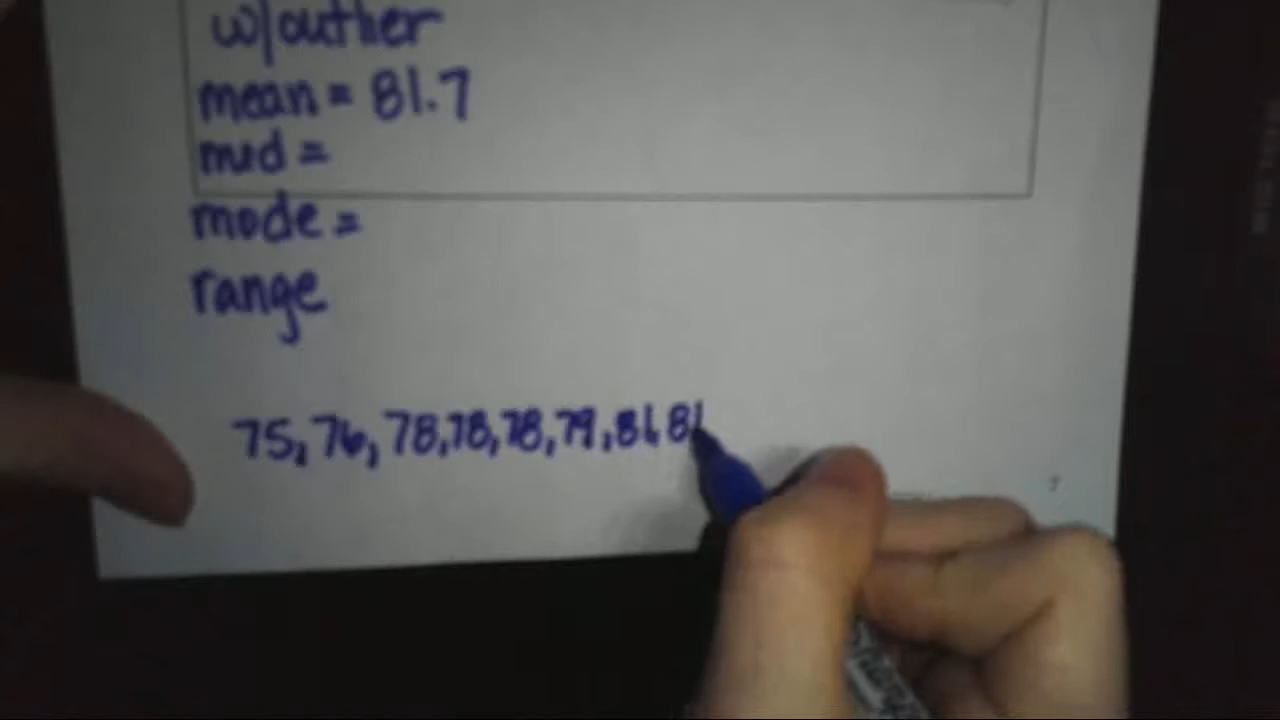 w/outlier
mean = 81.7
med =
mode =
range
75, 76, 78, 78, 78, 79, 81, 81